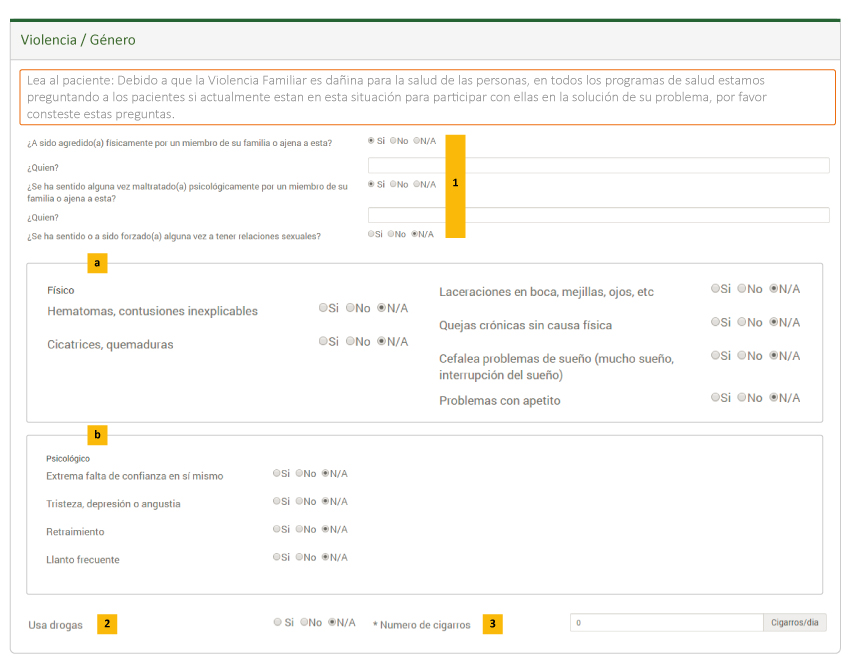 Violencia / Género
Lea al paciente: Debido a que la Violencia Familiar es dañina para la salud de las personas, en todos los programas de salud estamos
preguntando a los pacientes si actualmente estan en esta situación para participar con ellas en la solución de su problema, por favor
consteste estas preguntas.
¿A sido agredido(a) físicamente por un miembro de su familia o ajena a esta? Si No N/A
¿Quien?
¿Se ha sentido alguna vez maltratado(a) psicológicamente por un miembro de su Si No N/A 1
familia o ajena a esta?
¿Quien?
¿Se ha sentido o a sido forzado(a) alguna vez a tener relaciones sexuales? Si No N/A
a
Físico
Hematomas, contusiones inexplicables Si No N/A
Cicatrices, quemaduras Si No N/A
Laceraciones en boca, mejillas, ojos, etc Si No N/A
Quejas crónicas sin causa física Si No N/A
Cefalea problemas de sueño (mucho sueño, Si No N/A
interrupción del sueño)
Problemas con apetito Si No N/A
b
Psicológico
Extrema falta de confianza en sí mismo Si No N/A
Tristeza, depresión o angustia Si No N/A
Retraimiento Si No N/A
Llanto frecuente Si No N/A
Usa drogas 2 Si No N/A * Numero de cigarros 3 0 Cigarros/día